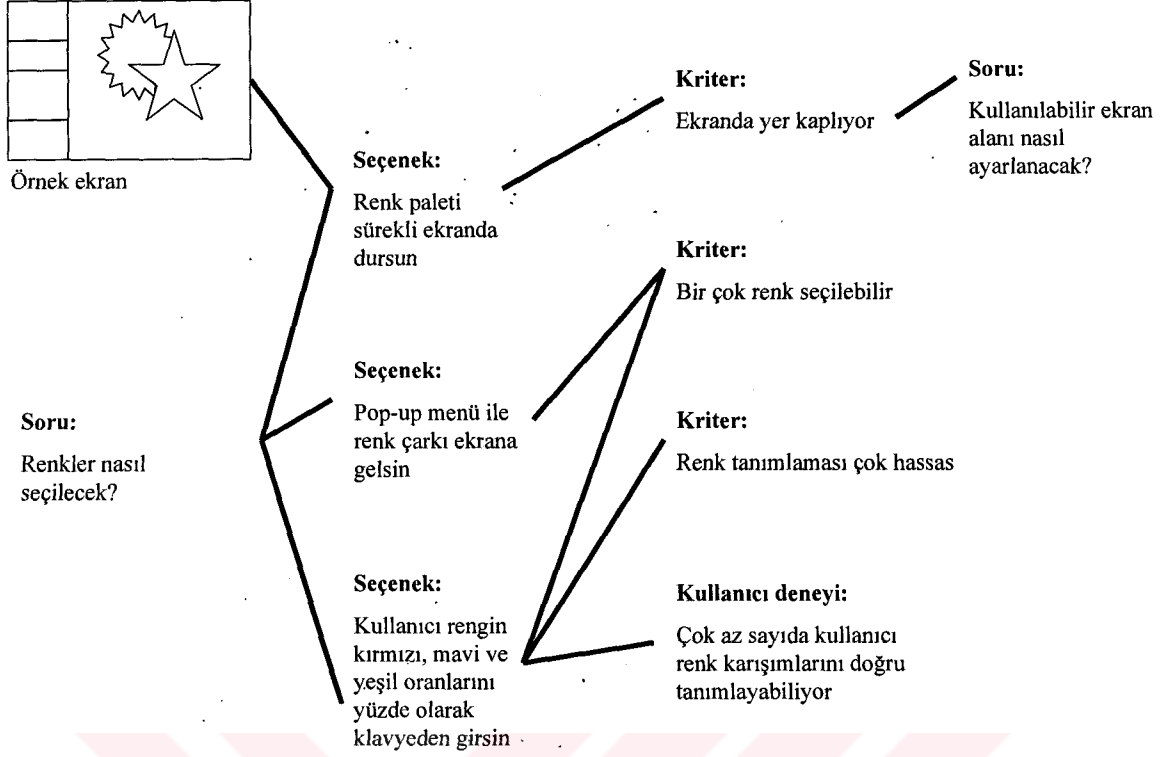 Örnek ekran
Soru:
Renkler nasıl
seçilecek?
Seçenek:
Renk paleti
sürekli ekranda
dursun
Seçenek:
Pop-up menü ile
renk çarkı ekrana
gelsin
Seçenek:
Kullanıcı rengin
kırmızı, mavi ve
yeşil oranlarını
yüzde olarak
klavyeden girsin
Kriter:
Ekranda yer kaplıyor
Kriter:
Bir çok renk seçilebilir
Kriter:
Renk tanımlaması çok hassas
Kullanıcı deneyi:
Çok az sayıda kullanıcı
renk karışımlarını doğru
tanımlayabiliyor
Soru:
Kullanılabilir ekran
alanı nasıl
ayarlanacak?